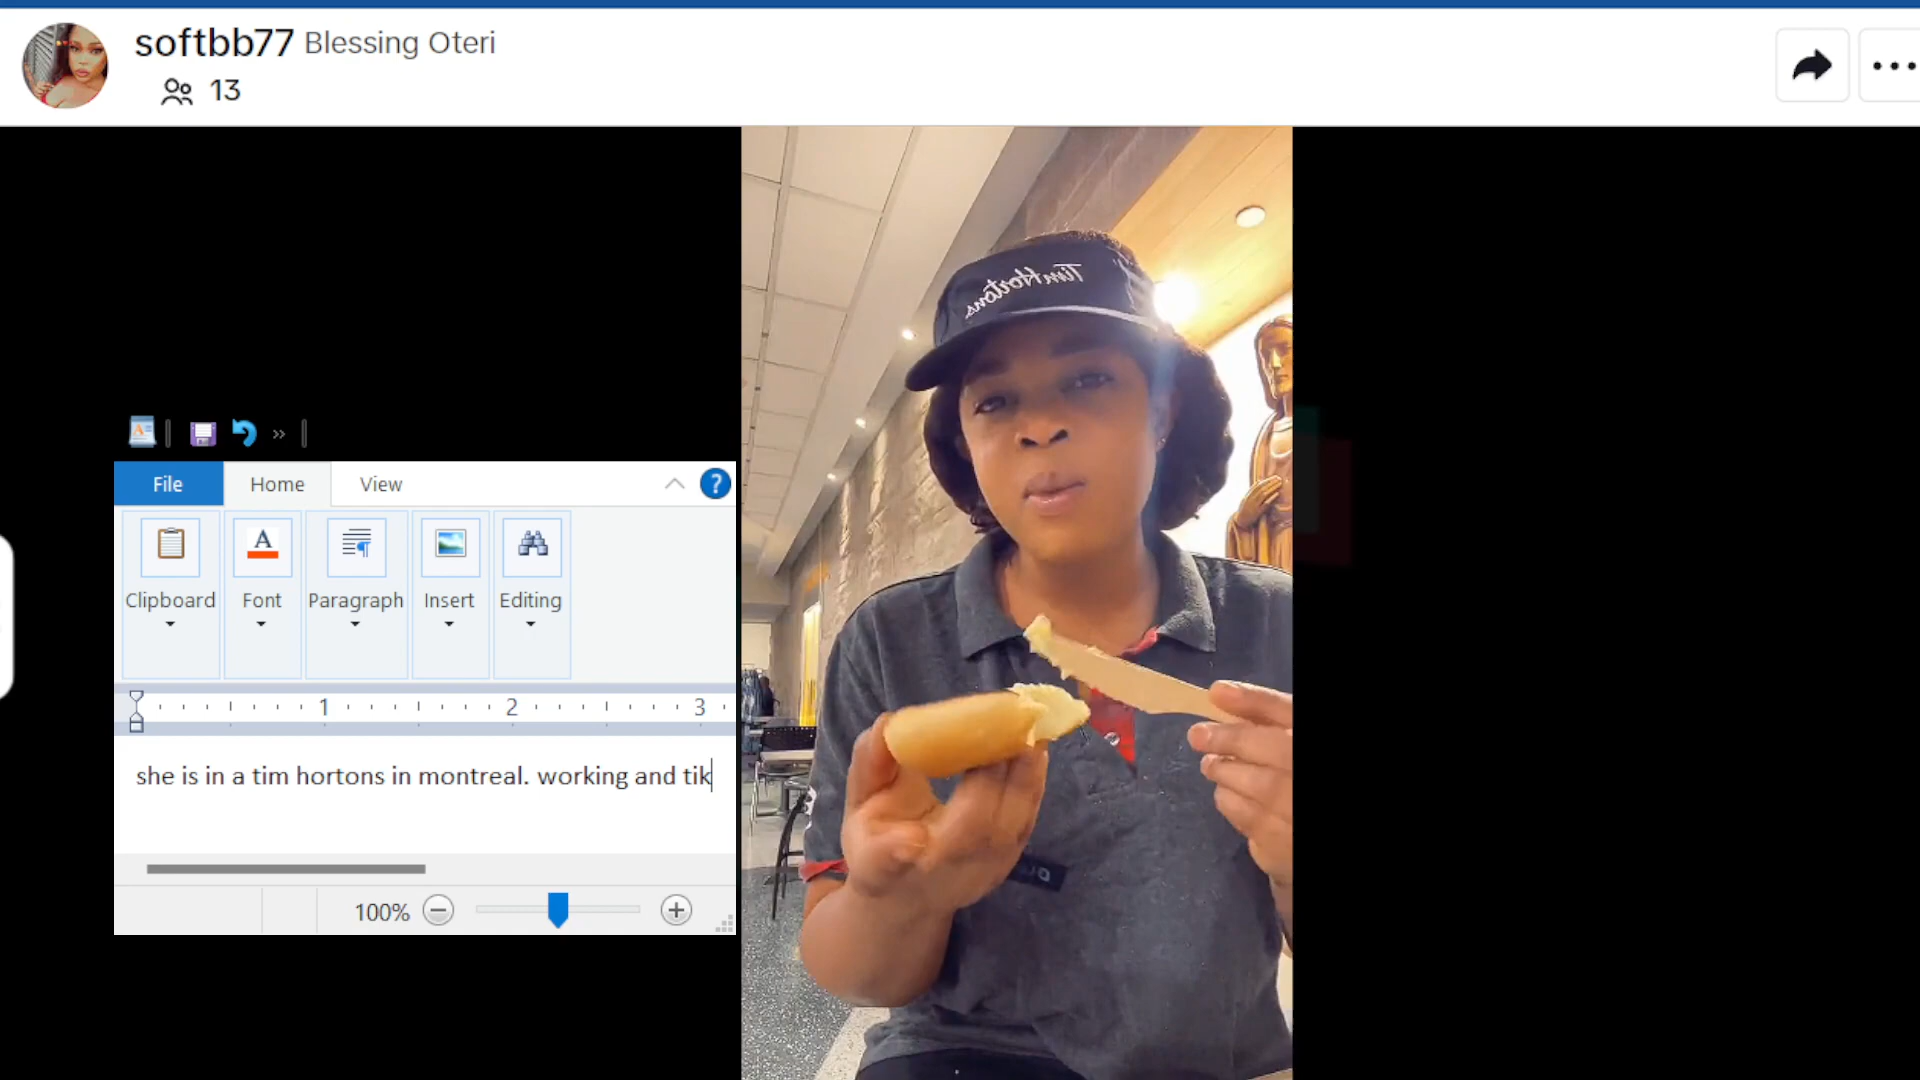 softbb77 Blessing Oteri
13
Tim Hortons
File Home View ?
A
Clipboard Font Paragraph Insert Editing
1 2 3
she is in a tim hortons in montreal. working and tik
100%